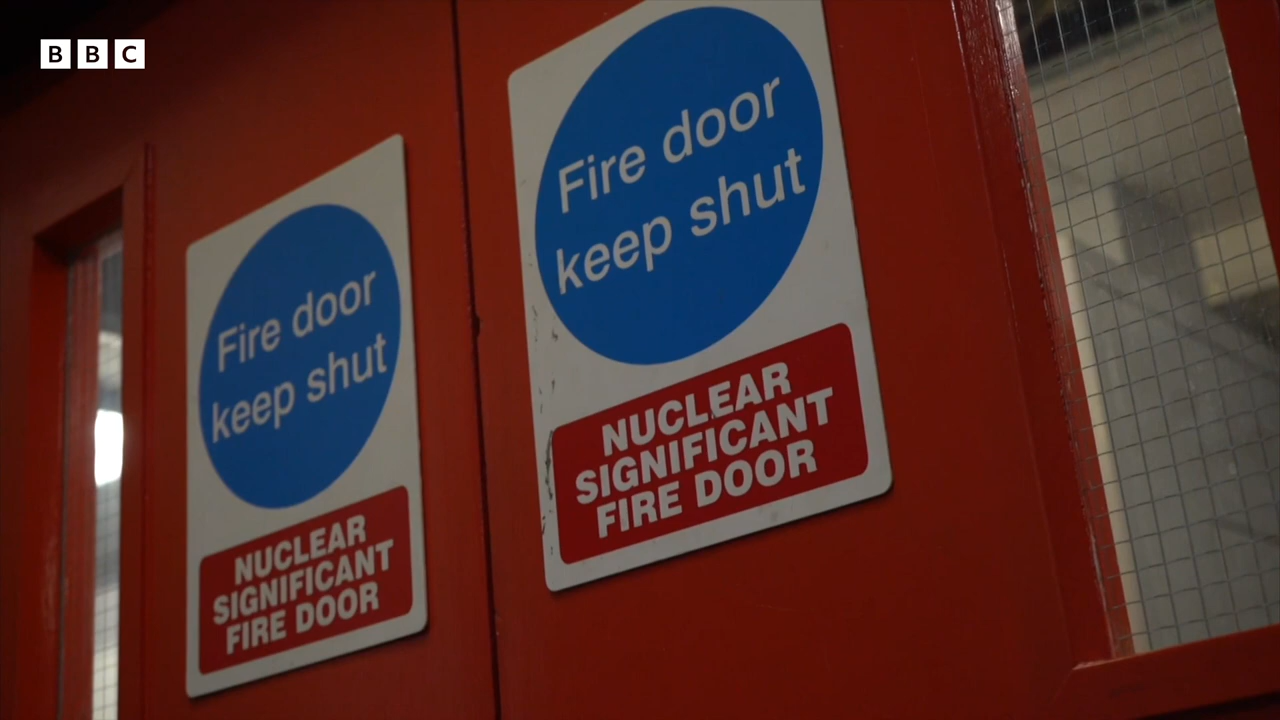 BBC
Fire door
keep shut
NUCLEAR
SIGNIFICANT
FIRE DOOR
Fire door
keep shut
NUCLEAR
SIGNIFICANT
FIRE DOOR